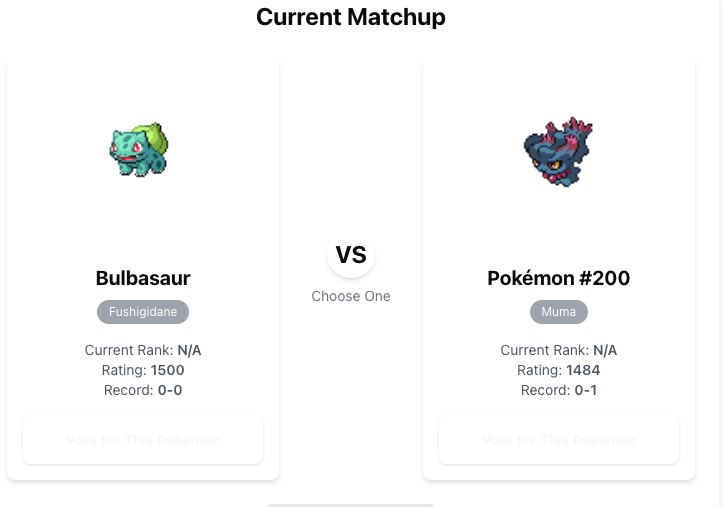 Current Matchup
Bulbasaur
Fushigidane
Current Rank: N/A
Rating: 1500
Record: 0-0
Vote for This Pokémon
VS
Choose One
Pokémon #200
Muma
Current Rank: N/A
Rating: 1484
Record: 0-1
Vote for This Pokémon